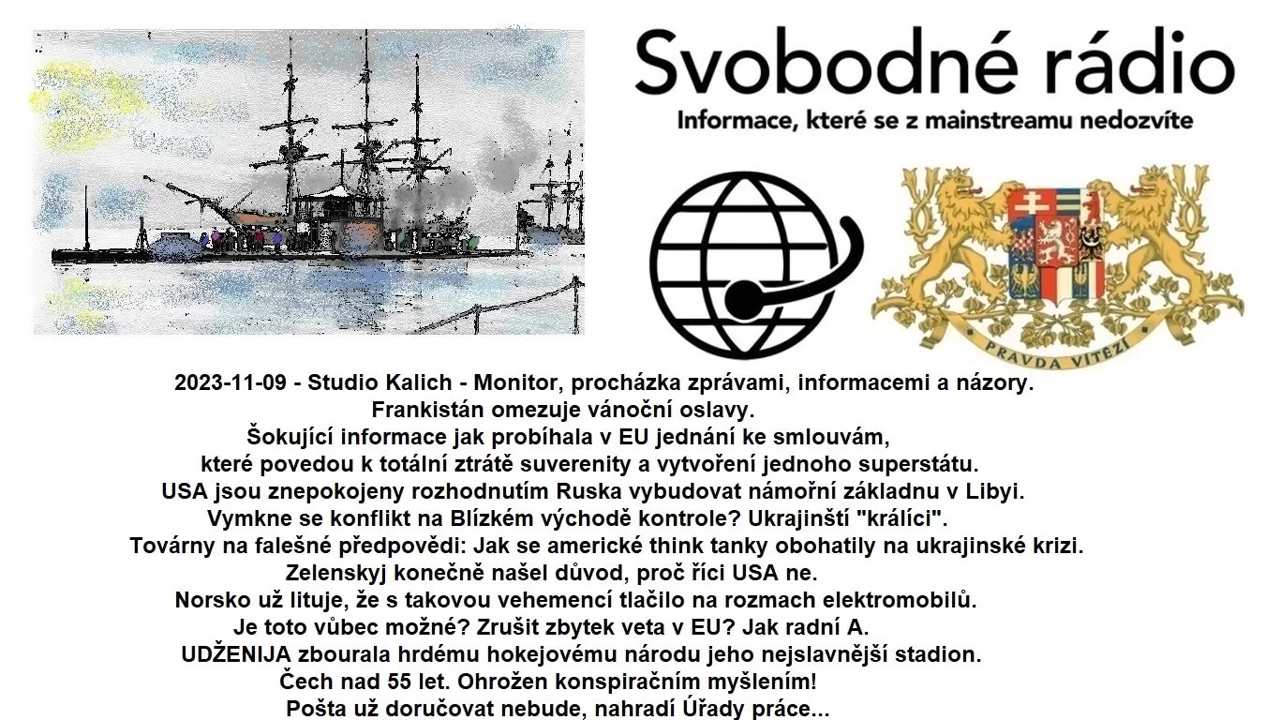 Svobodné rádio
Informace, které se z mainstreamu nedozvíte
PRAVDA VÍTĚZÍ
2023-11-09 - Studio Kalich - Monitor, procházka zprávami, informacemi a názory.
Frankistán omezuje vánoční oslavy.
Šokující informace jak probíhala v EU jednání ke smlouvám,
které povedou k totální ztrátě suverenity a vytvoření jednoho superstátu.
USA jsou znepokojeny rozhodnutím Ruska vybudovat námořní základnu v Libyi.
Vymkne se konflikt na Blízkém východě kontrole? Ukrajinští "králíci".
Továrny na falešné předpovědi: Jak se americké think tanky obohatily na ukrajinské krizi.
Zelenskyj konečně našel důvod, proč říci USA ne.
Norsko už lituje, že s takovou vehemencí tlačilo na rozmach elektromobilů.
Je toto vůbec možné? Zrušit zbytek veta v EU? Jak radní A.
UDŽENIJA zbourala hrdému hokejovému národu jeho nejslavnější stadion.
Čech nad 55 let. Ohrožen konspiračním myšlením!
Pošta už doručovat nebude, nahradí Úřady práce...